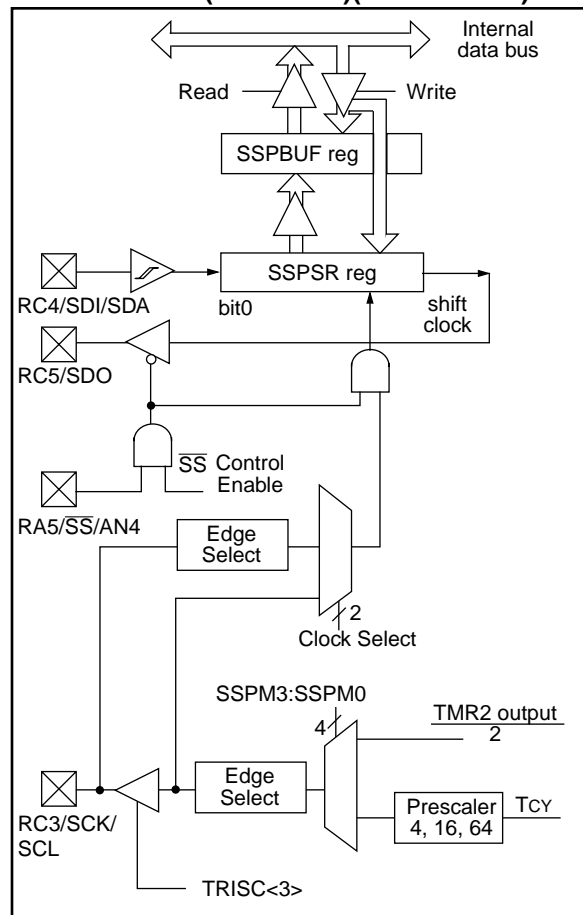 Internal
data bus
Read
Write
SSPBUF reg
SSPSR reg
RC4/SDI/SDA
bit0
shift
clock
RC5/SDO
SS Control
Enable
RA5/SS/AN4
Edge
Select
2
Clock Select
SSPM3:SSPM0
4
TMR2 output
2
Edge
Select
Prescaler
4, 16, 64
TCY
RC3/SCK/
SCL
TRISC<3>